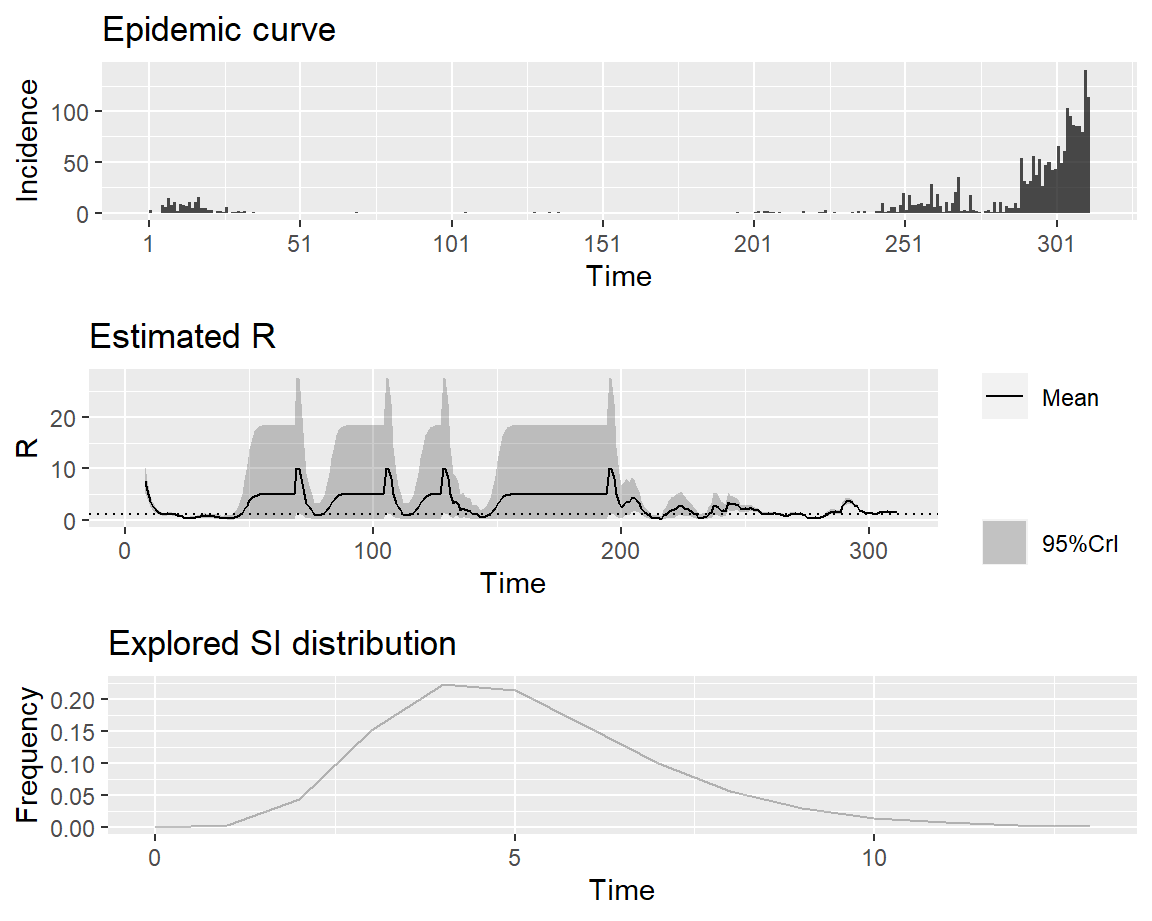 Epidemic curve
Incidence
100
50
0
1 51 101 151 201 251 301
Time
Estimated R
R
20
10
0
0 100 200 300
Time
Mean
95%CrI
Explored SI distribution
Frequency
0.20
0.15
0.10
0.05
0.00
0 5 10
Time